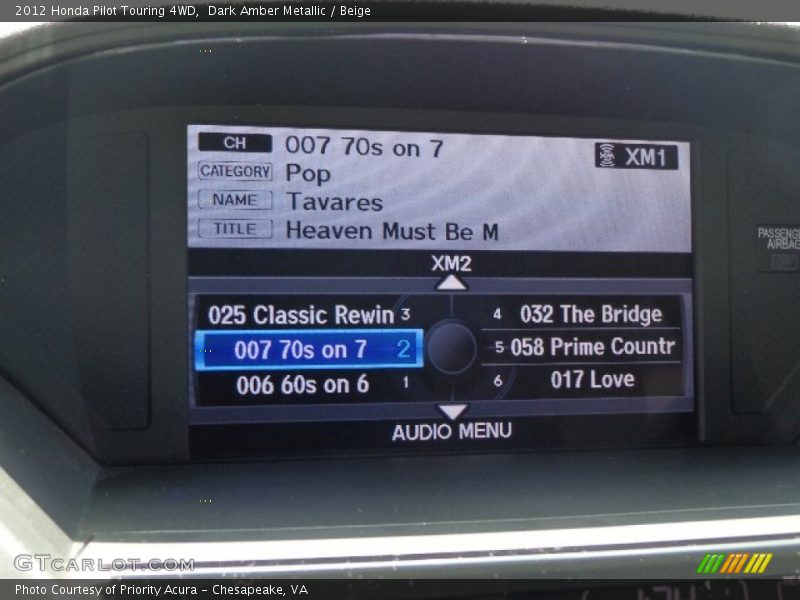 2012 Honda Pilot Touring 4WD, Dark Amber Metallic / Beige
CH 007 70s on 7 XM1
CATEGORY Pop
NAME Tavares
TITLE Heaven Must Be M
XM2
025 Classic Rewin 3 4 032 The Bridge
007 70s on 7 2 5 058 Prime Countr
006 60s on 6 1 6 017 Love
AUDIO MENU
PASSENG
AIRBAG
GTCARLOT.COM
Photo Courtesy of Priority Acura - Chesapeake, VA